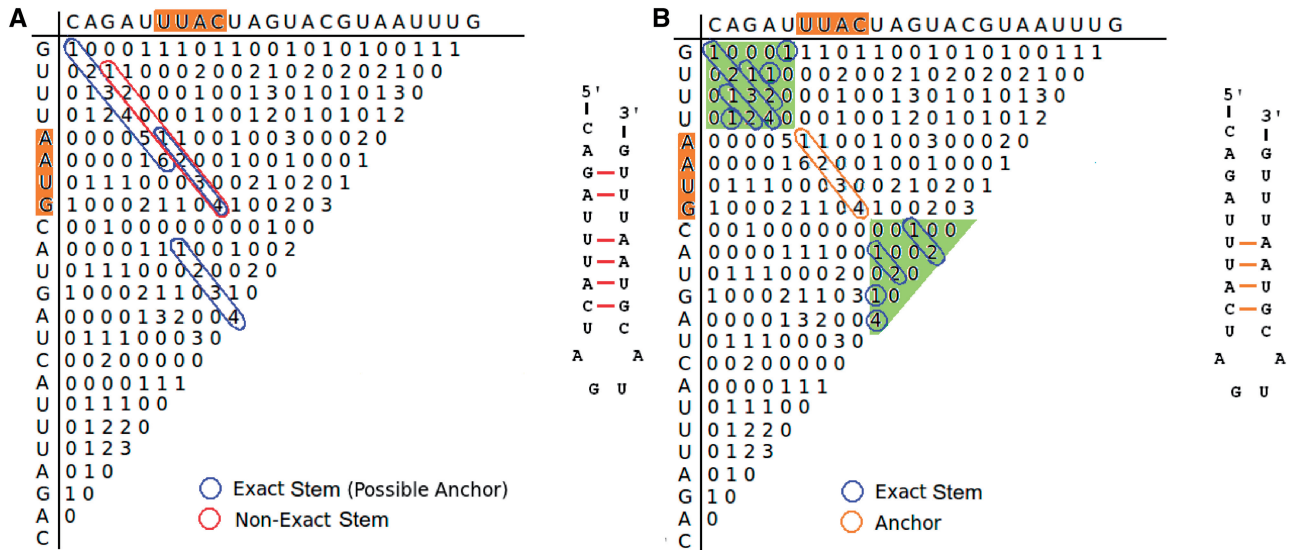 A
C A G A U U U A C U A G U A C G U A A U U U G
G 1 0 0 0 1 1 1 0 1 1 0 0 1 0 1 0 1 0 0 1 1 1
U 0 2 1 1 0 0 0 2 0 0 2 1 0 2 0 2 0 2 1 0 0
U 0 1 3 2 0 0 0 1 0 0 1 3 0 1 0 1 0 1 3 0
U 0 1 2 4 0 0 0 1 0 0 1 2 0 1 0 1 0 1 2
A 0 0 0 0 5 1 1 0 0 1 0 0 3 0 0 0 2 0
A 0 0 0 0 1 6 2 0 0 1 0 0 1 0 0 0 1
U 0 1 1 1 0 0 0 3 0 0 2 1 0 2 0 1
G 1 0 0 0 2 1 1 0 4 1 0 0 2 0 3
C 0 0 1 0 0 0 0 0 0 0 0 1 0 0
A 0 0 0 0 1 1 1 0 0 1 0 0 2
U 0 1 1 1 0 0 0 2 0 0 2 0
G 1 0 0 0 2 1 1 0 3 1 0
A 0 0 0 0 1 3 2 0 0 4
U 0 1 1 1 0 0 0 3 0
C 0 0 2 0 0 0 0 0
A 0 0 0 0 1 1 1
U 0 1 1 1 0 0
U 0 1 2 2 0
U 0 1 2 3
A 0 1 0
G 1 0
A 0
C
Exact Stem (Possible Anchor)
Non-Exact Stem
5'
3'
C
A G
G U
A U
U U
U A
U A
A U
C G
U C
A A
G U
B
C A G A U U U A C U A G U A C G U A A U U U G
G 1 0 0 0 1 1 1 0 1 1 0 0 1 0 1 0 1 0 0 1 1 1
U 0 2 1 1 0 0 0 2 0 0 2 1 0 2 0 2 0 2 1 0 0
U 0 1 3 2 0 0 0 1 0 0 1 3 0 1 0 1 0 1 3 0
U 0 1 2 4 0 0 0 1 0 0 1 2 0 1 0 1 0 1 2
A 0 0 0 0 5 1 1 0 0 1 0 0 3 0 0 0 2 0
A 0 0 0 0 1 6 2 0 0 1 0 0 1 0 0 0 1
U 0 1 1 1 0 0 0 3 0 0 2 1 0 2 0 1
G 1 0 0 0 2 1 1 0 4 1 0 0 2 0 3
C 0 0 1 0 0 0 0 0 0 0 0 1 0 0
A 0 0 0 0 1 1 1 0 0 1 0 0 2
U 0 1 1 1 0 0 0 2 0 0 2 0
G 1 0 0 0 2 1 1 0 3 1 0
A 0 0 0 0 1 3 2 0 0 4
U 0 1 1 1 0 0 0 3 0
C 0 0 2 0 0 0 0 0
A 0 0 0 0 1 1 1
U 0 1 1 1 0 0
U 0 1 2 2 0
U 0 1 2 3
A 0 1 0
G 1 0
A 0
C
Exact Stem
Anchor
5'
3'
C
A G
G U
A U
U U
U A
U A
A U
C G
U C
A A
G U